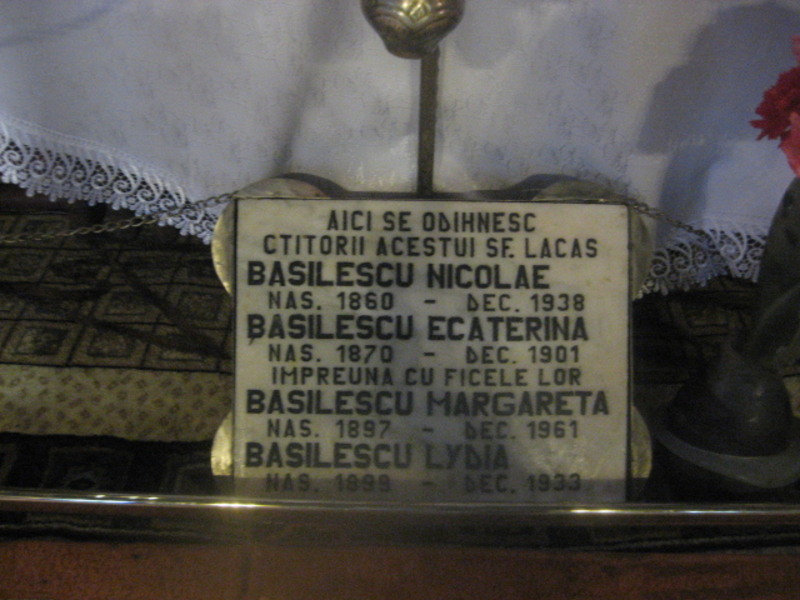 AICI SE ODIHNESC
CTITORII ACESTUI SF. LACAS
BASILESCU NICOLAE
NAS. 1860 - DEC. 1938
BASILESCU ECATERINA
NAS. 1870 - DEC. 1901
IMPREUNA CU FICELE LOR
BASILESCU MARGARETA
NAS. 1897 - DEC. 1961
BASILESCU LYDIA
NAS. 1899 - DEC. 1933